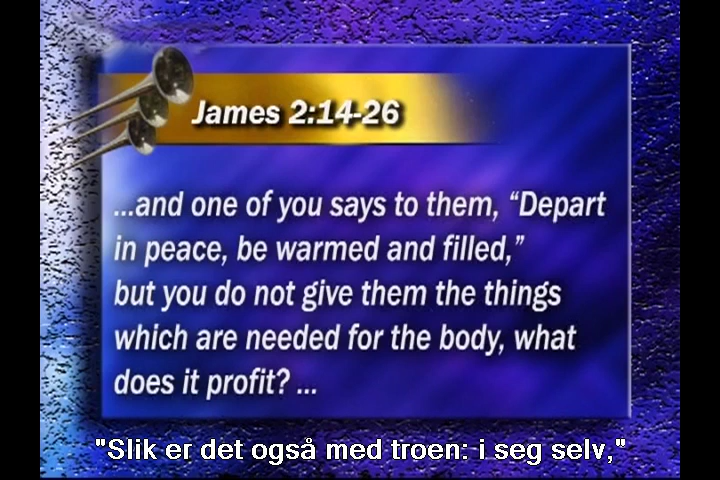 James 2:14-26
...and one of you says to them, “Depart
in peace, be warmed and filled,”
but you do not give them the things
which are needed for the body, what
does it profit? ...
"Slik er det også med troen: i seg selv,"